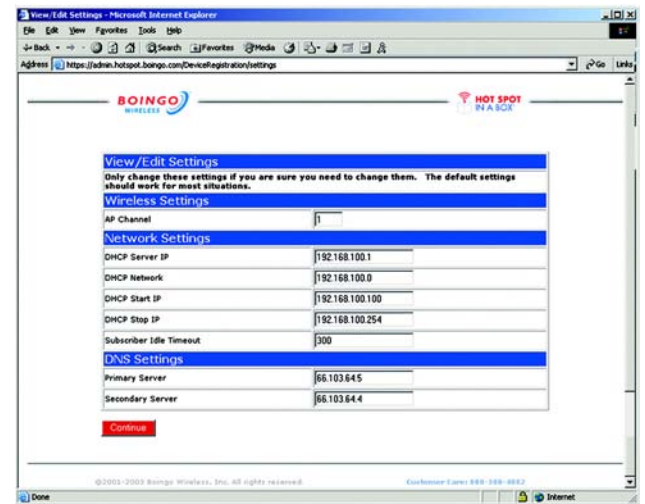 View/Edit Settings - Microsoft Internet Explorer
File Edit View Favorites Tools Help
Back Search Favorites Media
Address https://admin.hotspot.boingo.com/DeviceRegistration/settings Go Links
BOINGO
WIRELESS
HOT SPOT
IN A BOX
View/Edit Settings
Only change these settings if you are sure you need to change them. The default settings
should work for most situations.
Wireless Settings
AP Channel 1
Network Settings
DHCP Server IP 192.168.100.1
DHCP Network 192.168.100.0
DHCP Start IP 192.168.100.100
DHCP Stop IP 192.168.100.254
Subscriber Idle Timeout 300
DNS Settings
Primary Server 66.103.64.5
Secondary Server 66.103.64.4
Continue
©2001-2003 Boingo Wireless, Inc. All rights reserved. Customer Care:
Done Internet